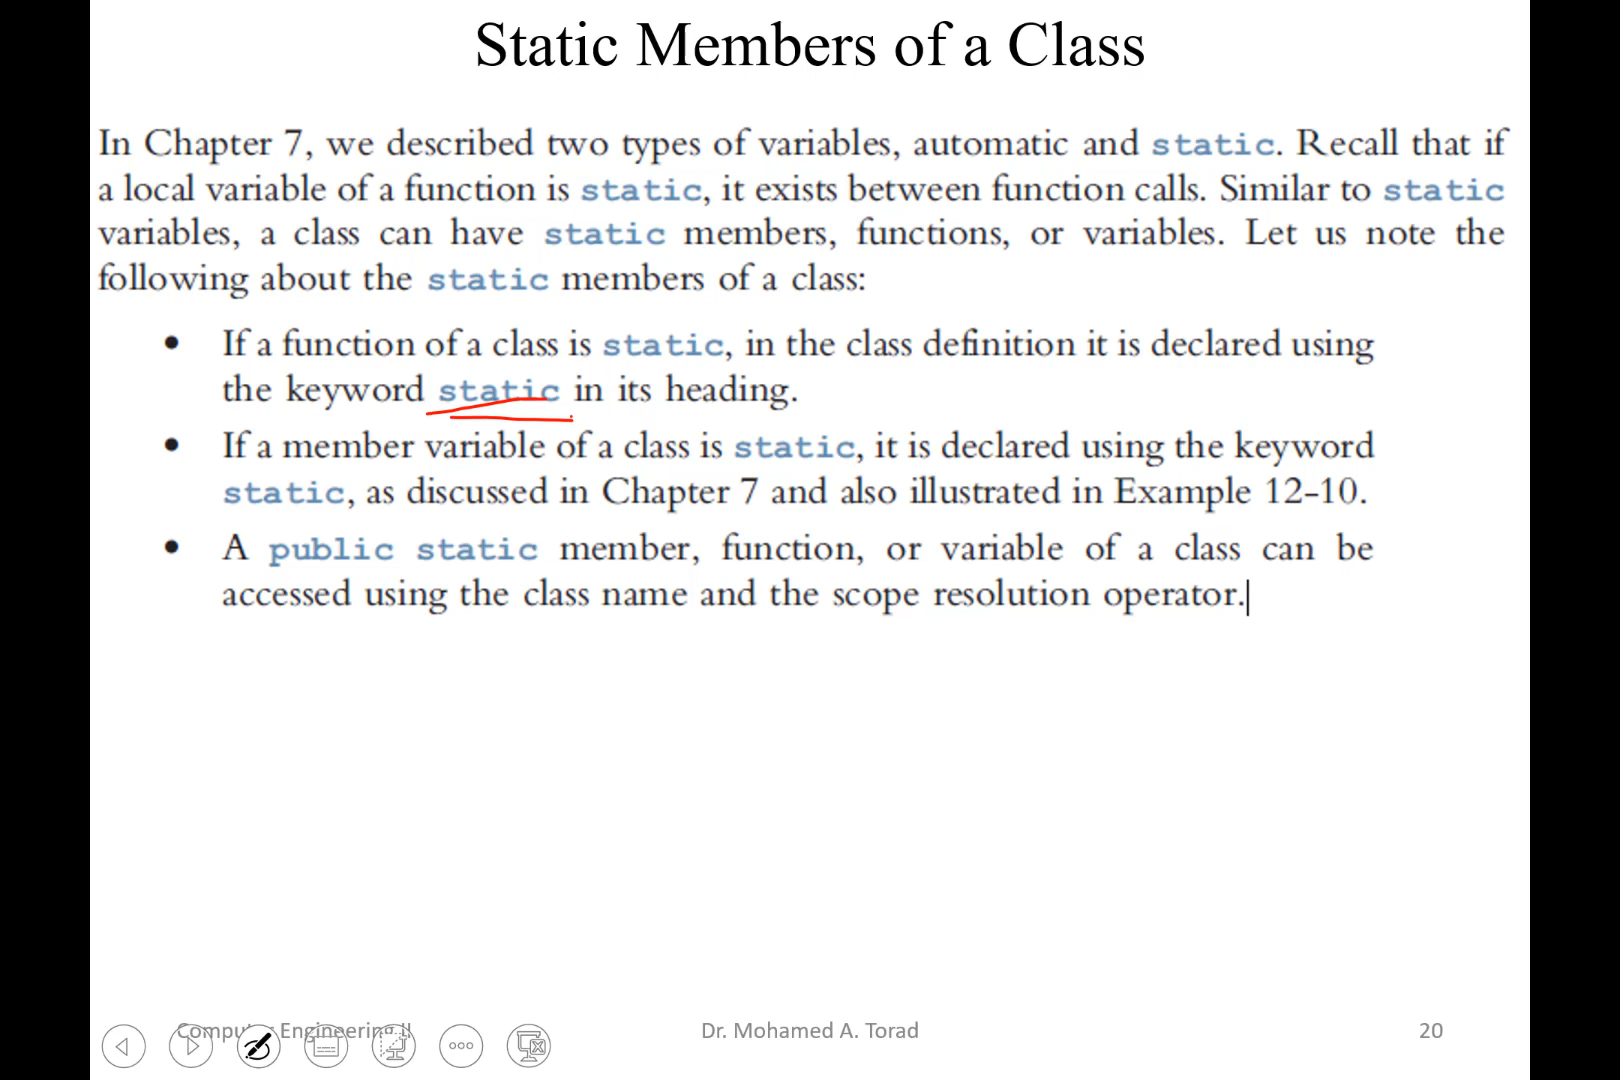 Static Members of a Class
In Chapter 7, we described two types of variables, automatic and static. Recall that if
a local variable of a function is static, it exists between function calls. Similar to static
variables, a class can have static members, functions, or variables. Let us note the
following about the static members of a class:
• If a function of a class is static, in the class definition it is declared using
the keyword static in its heading.
• If a member variable of a class is static, it is declared using the keyword
static, as discussed in Chapter 7 and also illustrated in Example 12–10.
• A public static member, function, or variable of a class can be
accessed using the class name and the scope resolution operator.
Computer Engineering II
Dr. Mohamed A. Torad
20